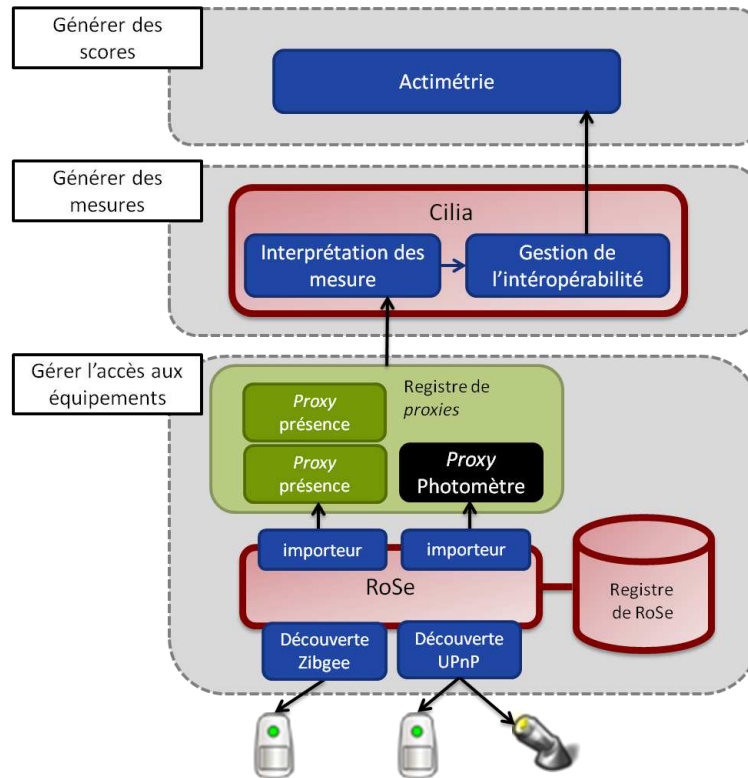 Générer des
scores
Actimétrie
Générer des
mesures
Cilia
Interprétation des
mesure
Gestion de
l'intéropérabilité
Gérer l'accès aux
équipements
Registre de
proxies
Proxy
présence
Proxy
présence
Proxy
Photomètre
importeur
importeur
RoSe
Registre
de RoSe
Découverte
Zibgee
Découverte
UPnP